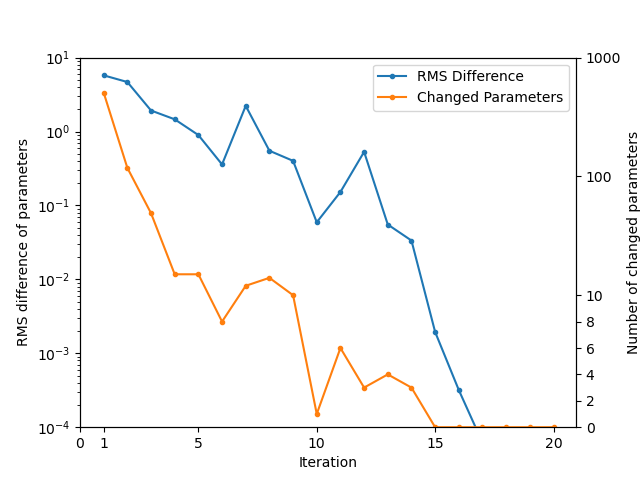 RMS Difference
Changed Parameters
RMS difference of parameters
10^1
10^0
10^-1
10^-2
10^-3
10^-4
1000
100
10
8
6
4
2
0
Number of changed parameters
0 1 5 10 15 20
Iteration